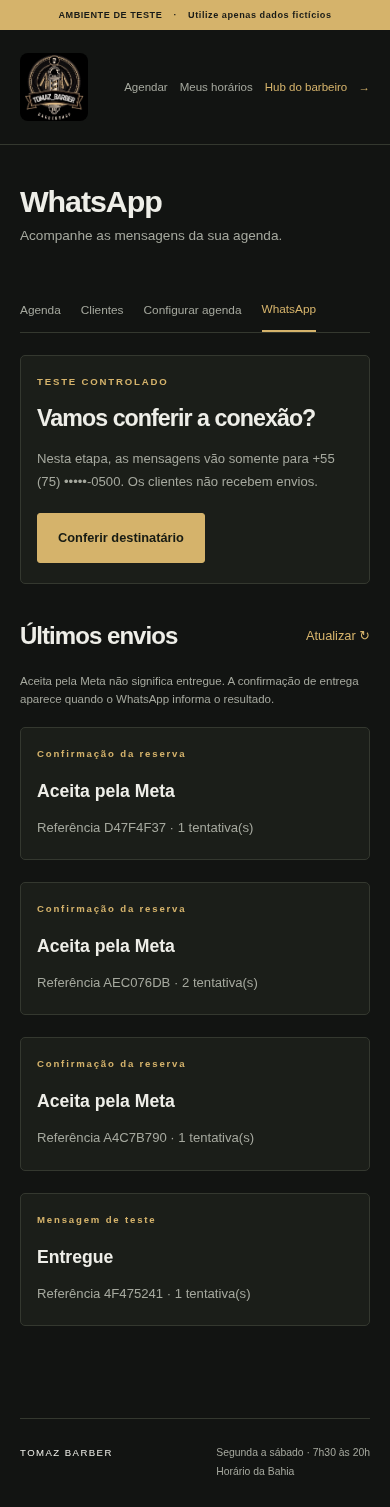 AMBIENTE DE TESTE · Utilize apenas dados fictícios
TOMAZ_BARBER
BARBERSHOP
Agendar Meus horários Hub do barbeiro →
WhatsApp
Acompanhe as mensagens da sua agenda.
Agenda Clientes Configurar agenda WhatsApp
TESTE CONTROLADO
Vamos conferir a conexão?
Nesta etapa, as mensagens vão somente para +55
(75) •••••-0500. Os clientes não recebem envios.
Conferir destinatário
Últimos envios
Atualizar ↻
Aceita pela Meta não significa entregue. A confirmação de entrega
aparece quando o WhatsApp informa o resultado.
Confirmação da reserva
Aceita pela Meta
Referência D47F4F37 · 1 tentativa(s)
Confirmação da reserva
Aceita pela Meta
Referência AEC076DB · 2 tentativa(s)
Confirmação da reserva
Aceita pela Meta
Referência A4C7B790 · 1 tentativa(s)
Mensagem de teste
Entregue
Referência 4F475241 · 1 tentativa(s)
TOMAZ BARBER
Segunda a sábado · 7h30 às 20h
Horário da Bahia